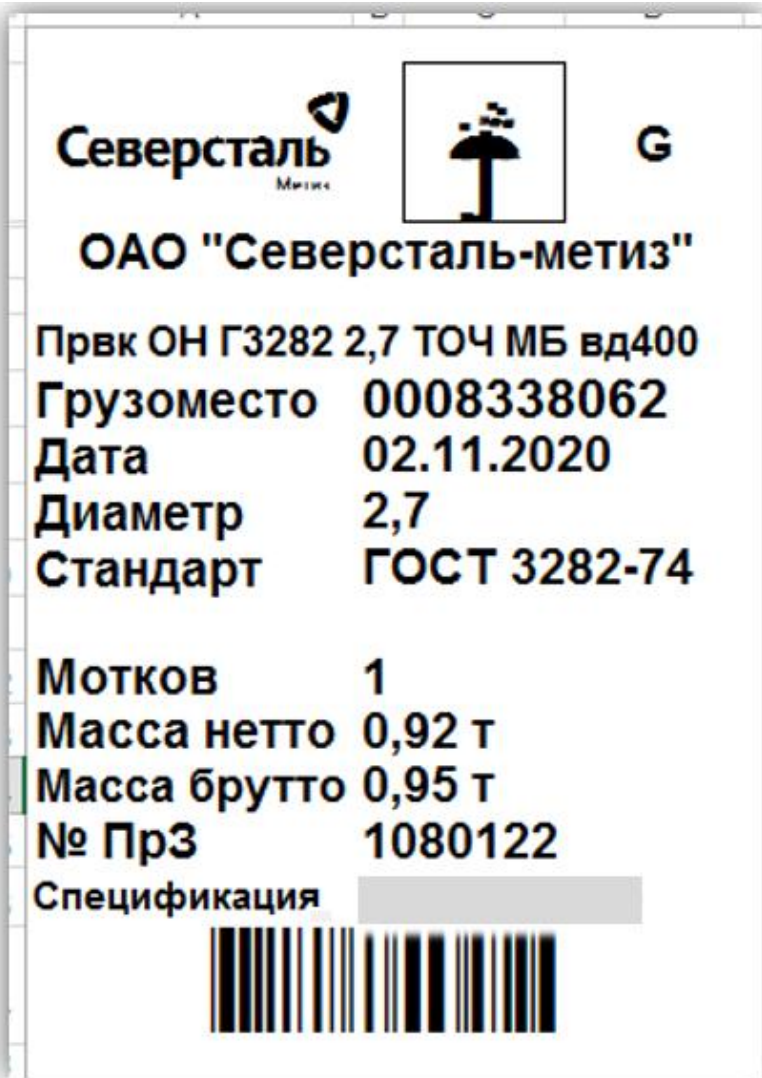 Северсталь
Метиз
G
ОАО "Северсталь-метиз"
Првк ОН Г3282 2,7 ТОЧ МБ вд400
Грузоместо 0008338062
Дата 02.11.2020
Диаметр 2,7
Стандарт ГОСТ 3282-74
Мотков 1
Масса нетто 0,92 т
Масса брутто 0,95 т
№ ПрЗ 1080122
Спецификация